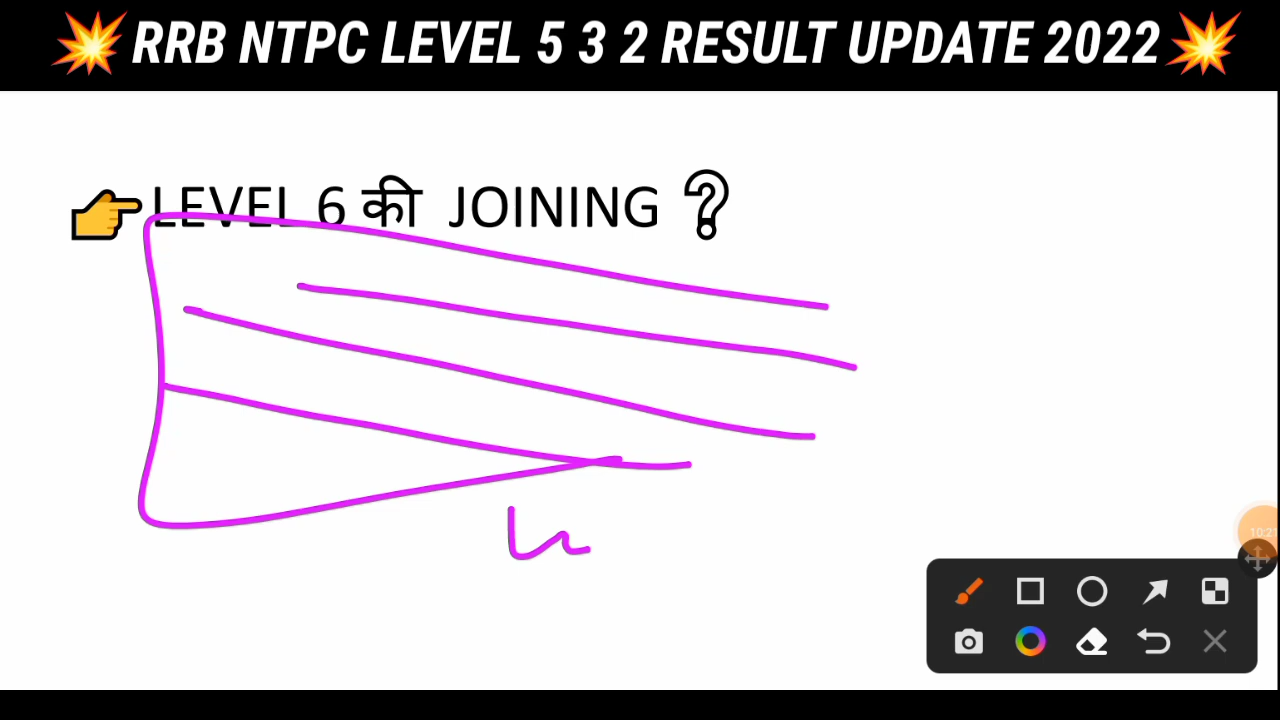 💥RRB NTPC LEVEL 5 3 2 RESULT UPDATE 2022💥
👉LEVEL 6 की JOINING ?